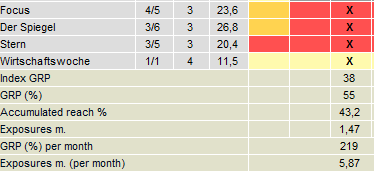 Focus 4/5 3 23,6 X
Der Spiegel 3/6 3 26,8 X
Stern 3/5 3 20,4 X
Wirtschaftswoche 1/1 4 11,5 X
Index GRP 38
GRP (%) 55
Accumulated reach % 43,2
Exposures m. 1,47
GRP (%) per month 219
Exposures m. (per month) 5,87